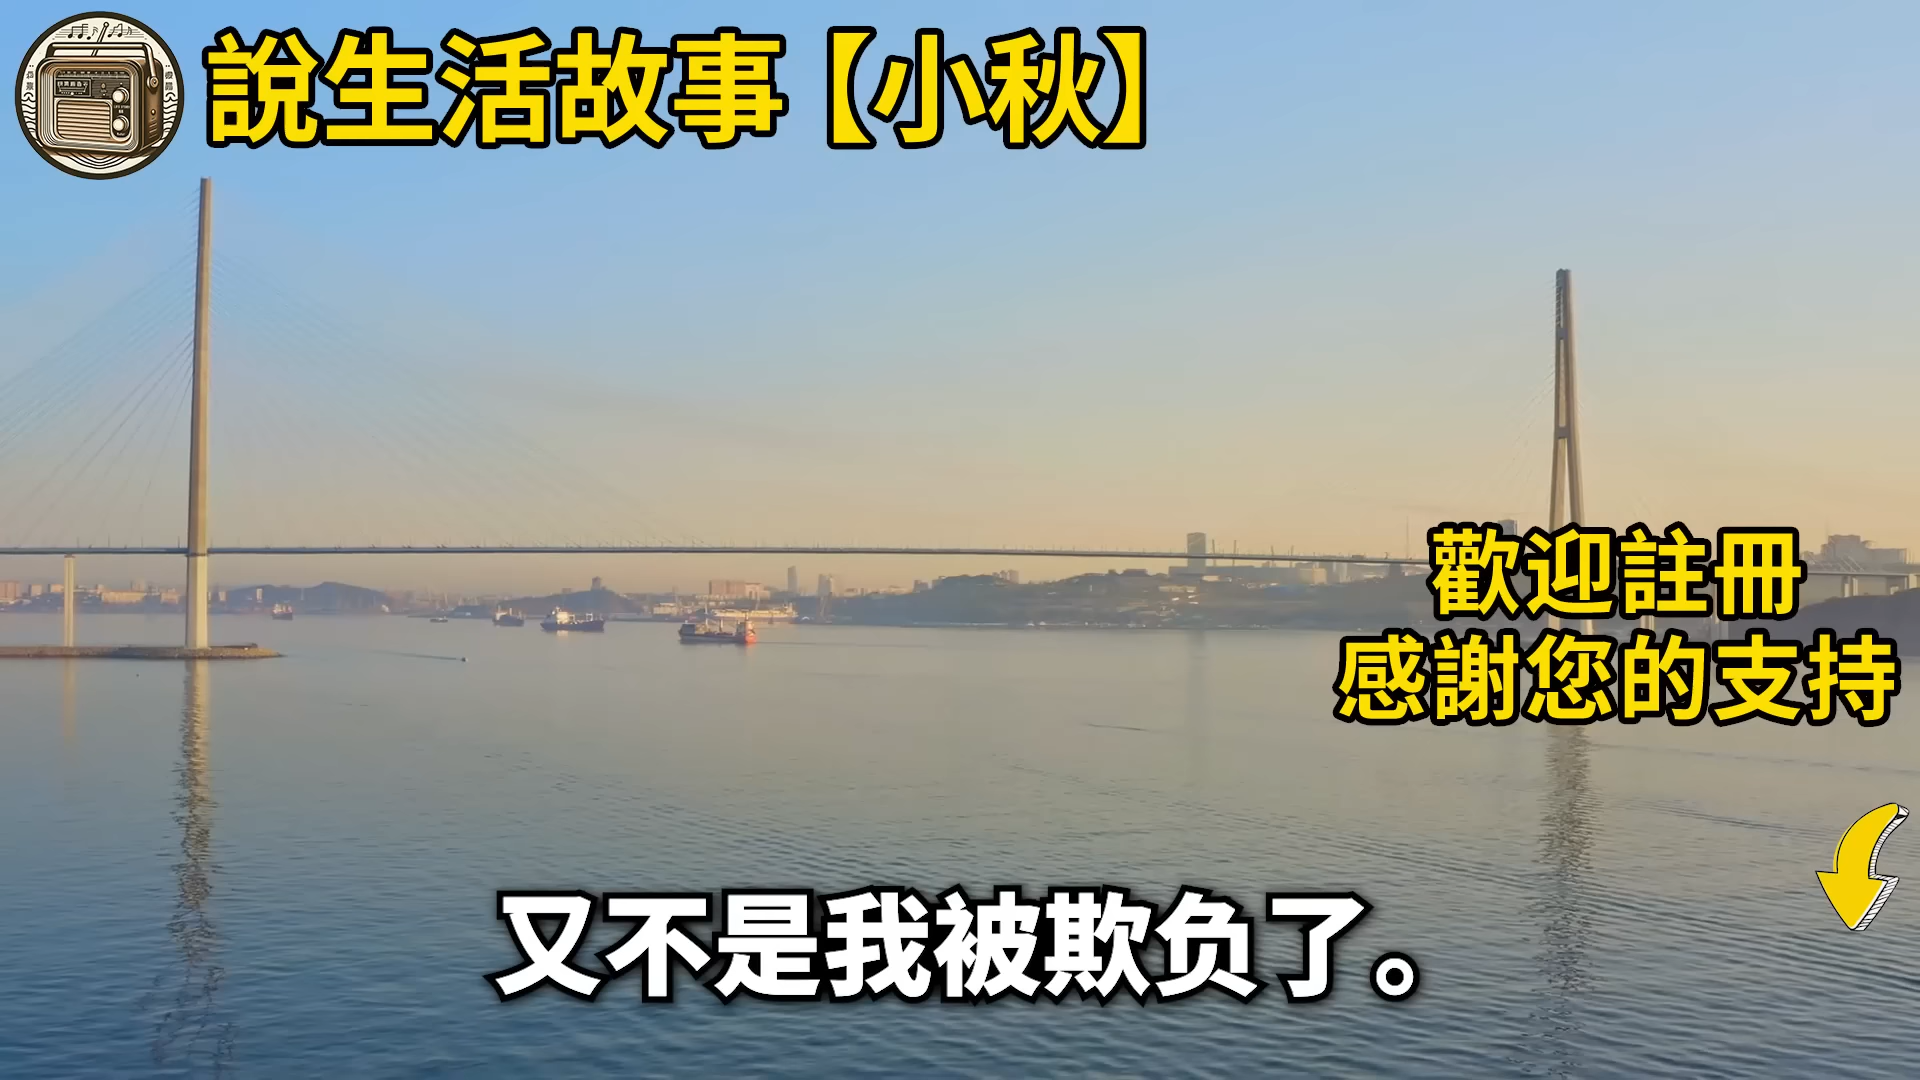 說生活故事【小秋】
歡迎註冊
感謝您的支持
又不是我被欺负了。